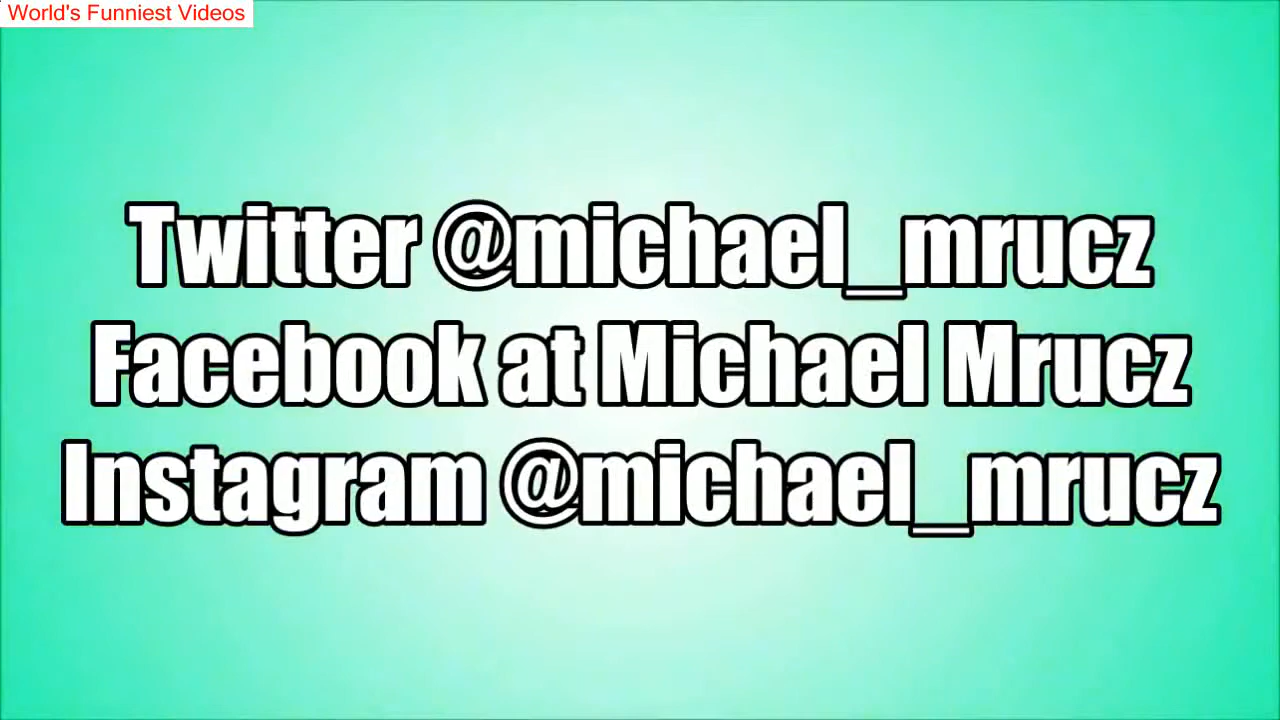 World's Funniest Videos
Twitter @michael_mrucz
Facebook at Michael Mrucz
Instagram @michael_mrucz